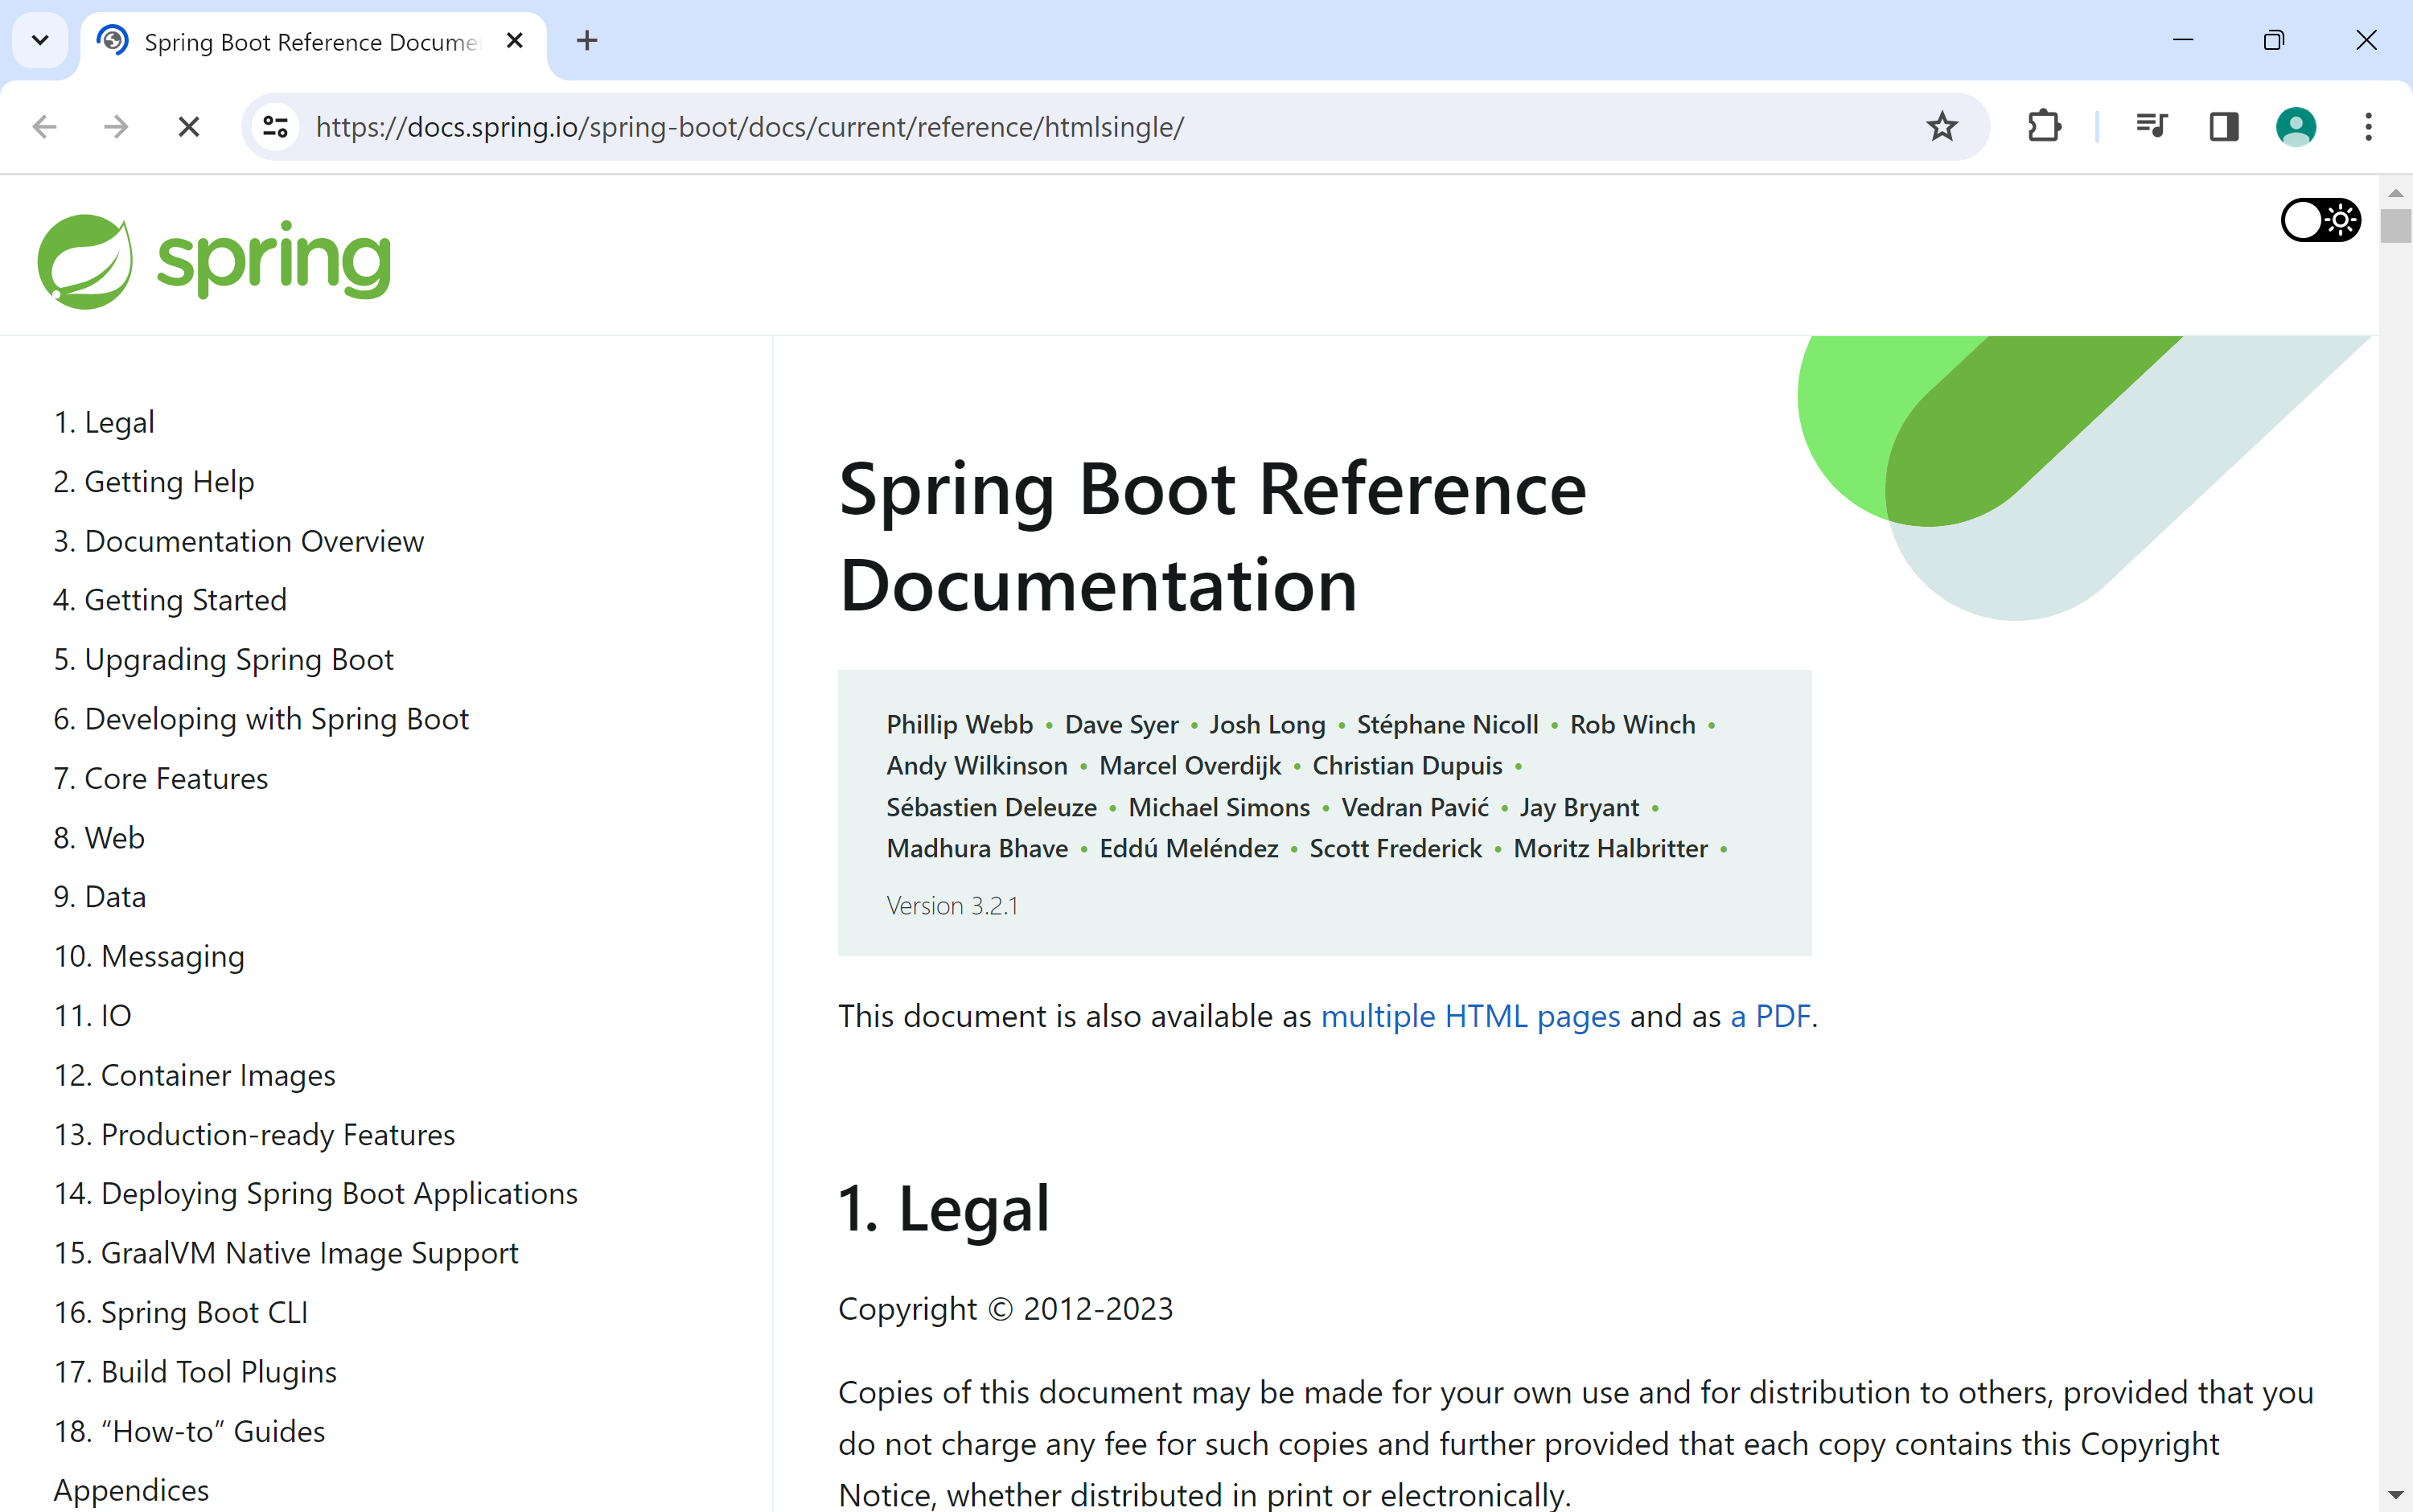 Spring Boot Reference Docume
https://docs.spring.io/spring-boot/docs/current/reference/htmlsingle/
spring
1. Legal
2. Getting Help
3. Documentation Overview
4. Getting Started
5. Upgrading Spring Boot
6. Developing with Spring Boot
7. Core Features
8. Web
9. Data
10. Messaging
11. IO
12. Container Images
13. Production-ready Features
14. Deploying Spring Boot Applications
15. GraalVM Native Image Support
16. Spring Boot CLI
17. Build Tool Plugins
18. “How-to” Guides
Appendices
Spring Boot Reference
Documentation
Phillip Webb • Dave Syer • Josh Long • Stéphane Nicoll • Rob Winch •
Andy Wilkinson • Marcel Overdijk • Christian Dupuis •
Sébastien Deleuze • Michael Simons • Vedran Pavić • Jay Bryant •
Madhura Bhave • Eddú Meléndez • Scott Frederick • Moritz Halbritter •
Version 3.2.1
This document is also available as multiple HTML pages and as a PDF.
1. Legal
Copyright © 2012-2023
Copies of this document may be made for your own use and for distribution to others, provided that you
do not charge any fee for such copies and further provided that each copy contains this Copyright
Notice, whether distributed in print or electronically.